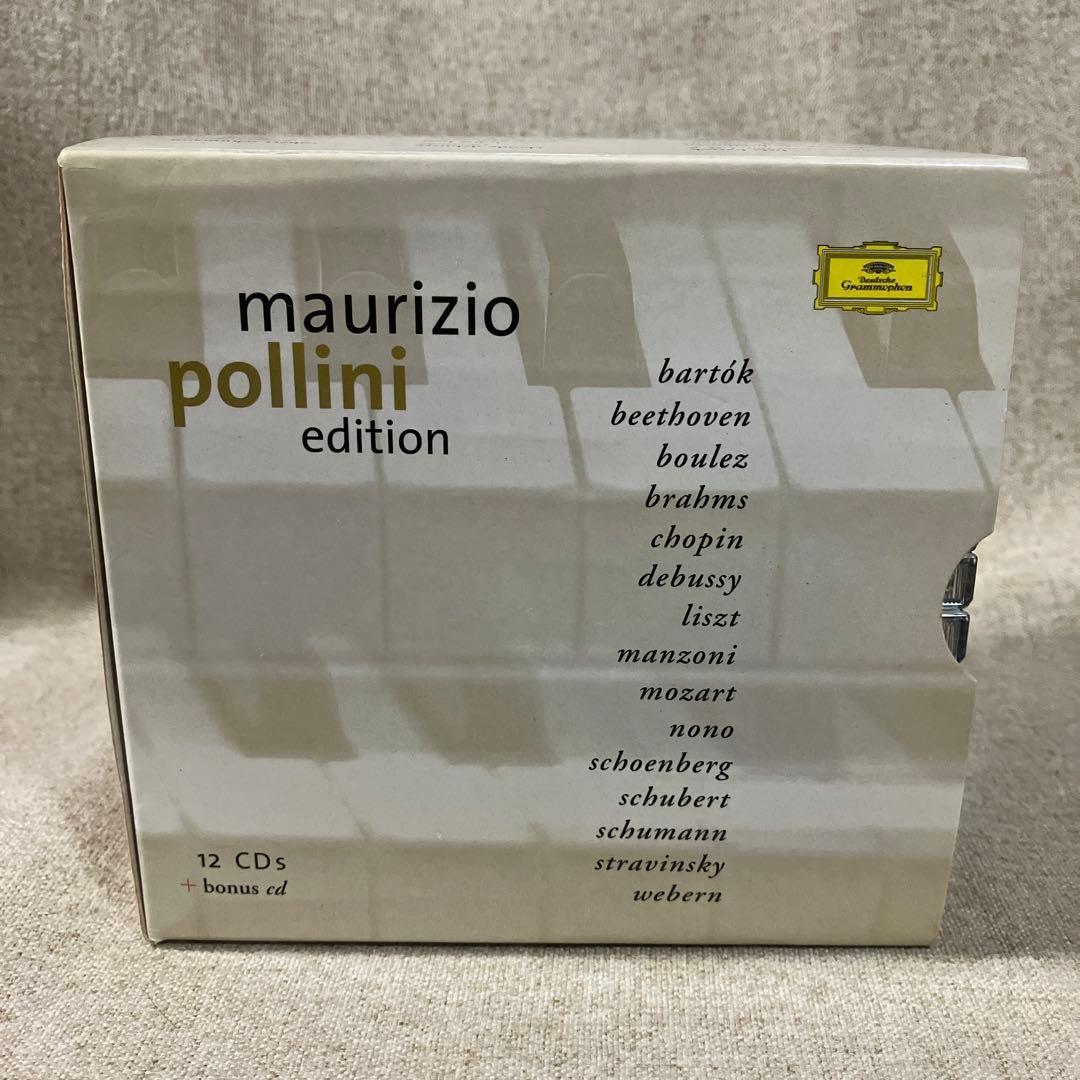 maurizio
pollini
edition
Deutsche
Grammophon
bartók
beethoven
boulez
brahms
chopin
debussy
liszt
manzoni
mozart
nono
schoenberg
schubert
schumann
stravinsky
webern
12 CDs
+ bonus cd